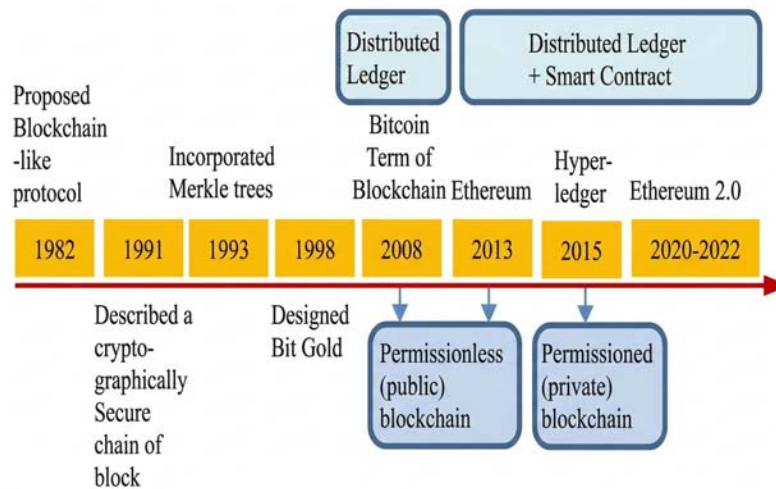 Distributed
Ledger
Distributed Ledger
+ Smart Contract
Proposed
Blockchain
-like
protocol
Incorporated
Merkle trees
Bitcoin
Term of
Blockchain
Ethereum
Hyper-
ledger
Ethereum 2.0
1982
1991
1993
1998
2008
2013
2015
2020-2022
Described a
crypto-
graphically
Secure
chain of
block
Designed
Bit Gold
Permissionless
(public)
blockchain
Permissioned
(private)
blockchain